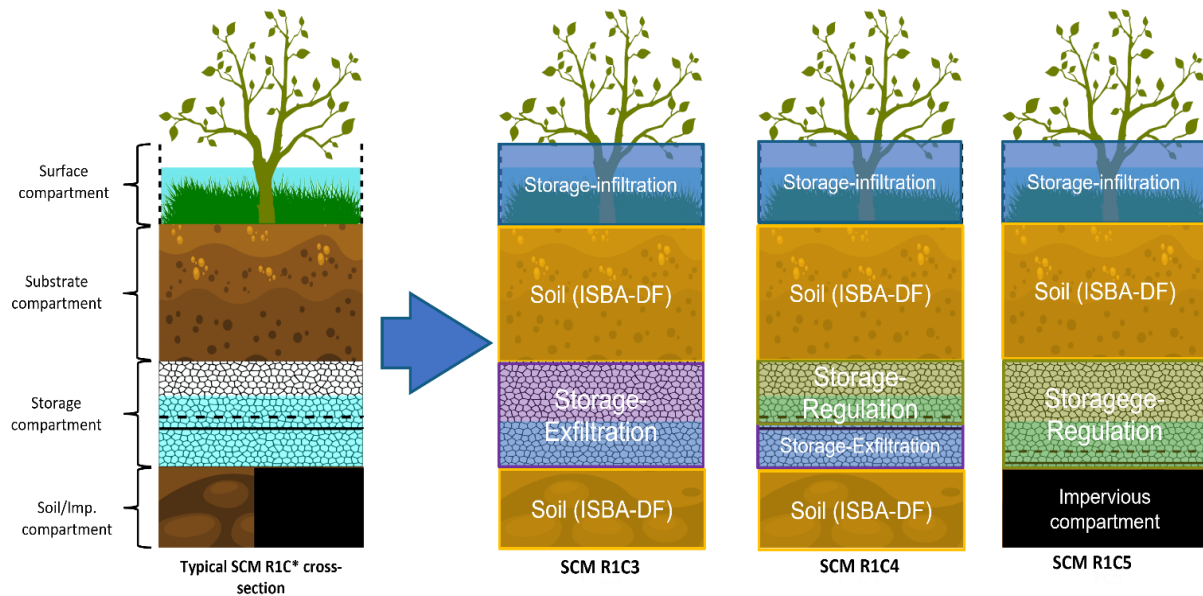 Surface
compartment
Substrate
compartment
Storage
compartment
Soil/Imp.
compartment
Typical SCM R1C* cross-
section
Storage-infiltration
Soil (ISBA-DF)
Storage-
Exfiltration
Soil (ISBA-DF)
SCM R1C3
Storage-infiltration
Soil (ISBA-DF)
Storage-
Regulation
Storage-Exfiltration
Soil (ISBA-DF)
SCM R1C4
Storage-infiltration
Soil (ISBA-DF)
Storagege-
Regulation
Impervious
compartment
SCM R1C5